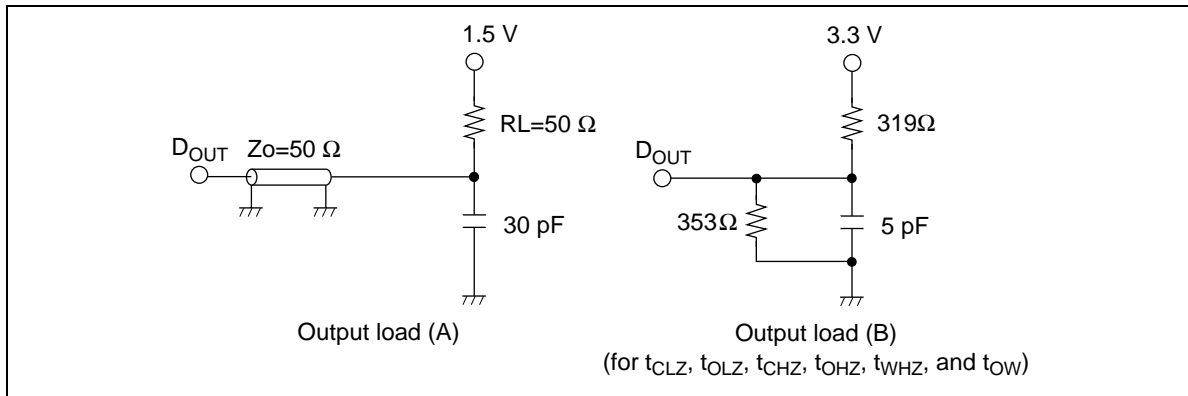 1.5 V
RL=50 Ω
DOUT
Zo=50 Ω
30 pF
Output load (A)
3.3 V
319Ω
DOUT
353Ω
5 pF
Output load (B)
(for tCLZ, tOLZ, tCHZ, tOHZ, tWHZ, and tOW)